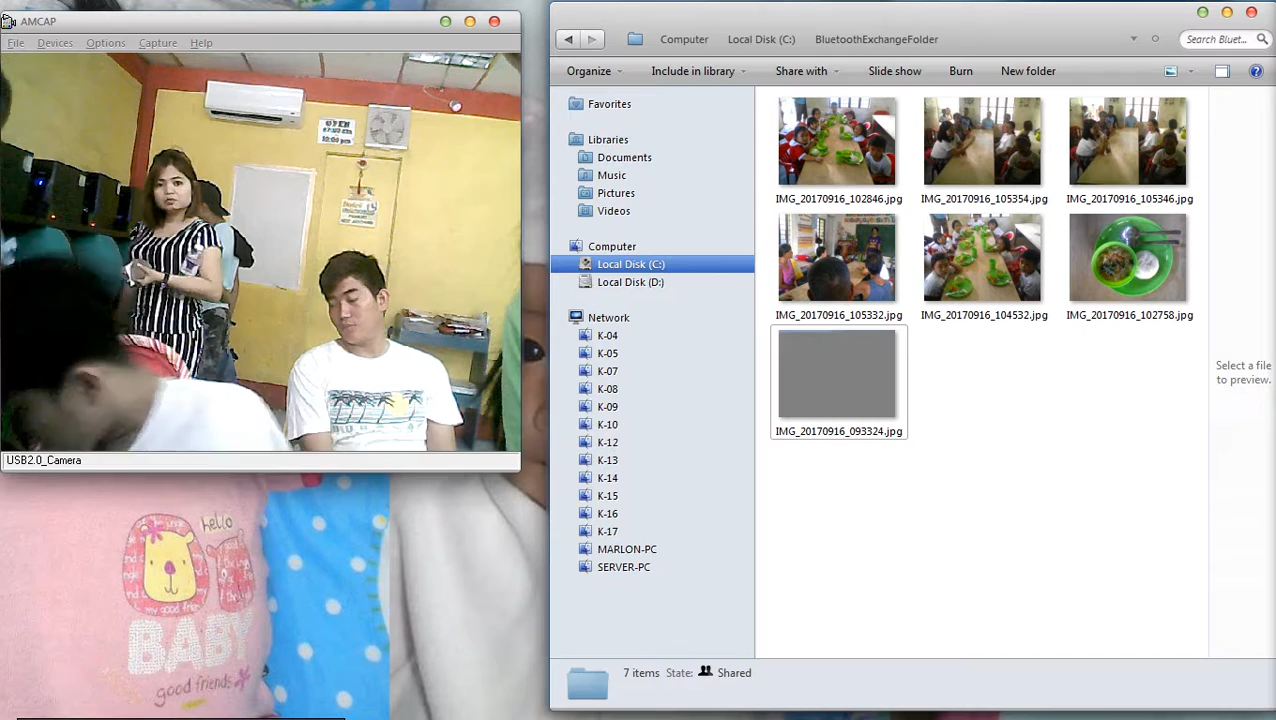 AMCAP
File Devices Options Capture Help
OPEN
USB2.0_Camera
hello
BABY
good friends
Computer Local Disk (C:) BluetoothExchangeFolder Search Bluet...
Organize Include in library Share with Slide show Burn New folder
Favorites
Libraries
Documents
Music
Pictures
Videos
Computer
Local Disk (C:)
Local Disk (D:)
Network
K-04
K-05
K-07
K-08
K-09
K-10
K-12
K-13
K-14
K-15
K-16
K-17
MARLON-PC
SERVER-PC
IMG_20170916_102846.jpg IMG_20170916_105354.jpg IMG_20170916_105346.jpg
IMG_20170916_105332.jpg IMG_20170916_104532.jpg IMG_20170916_102758.jpg
IMG_20170916_093324.jpg
Select a file
to preview.
7 items State: Shared